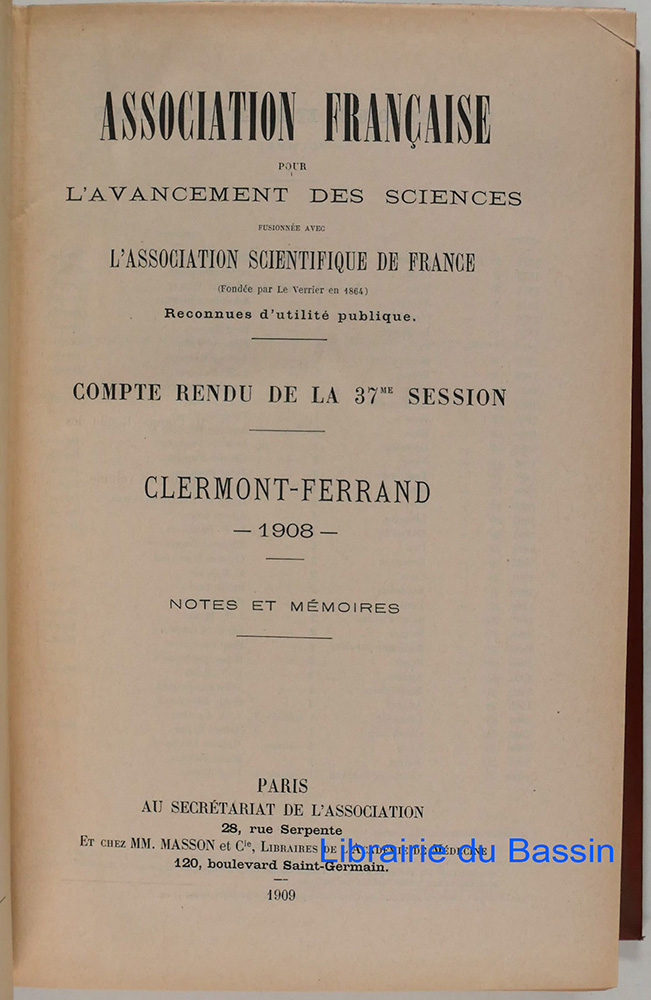 ASSOCIATION FRANÇAISE
POUR
L'AVANCEMENT DES SCIENCES
FUSIONNÉE AVEC
L'ASSOCIATION SCIENTIFIQUE DE FRANCE
(Fondée par Le Verrier en 1864)
Reconnues d'utilité publique.
COMPTE RENDU DE LA 37ME SESSION
CLERMONT-FERRAND
— 1908 —
NOTES ET MÉMOIRES
PARIS
AU SECRÉTARIAT DE L'ASSOCIATION
28, rue Serpente
ET CHEZ MM. MASSON et Cie, LIBRAIRES DE L'ACADÉMIE DE MÉDECINE
Librairie du Bassin
120, boulevard Saint-Germain.
1909